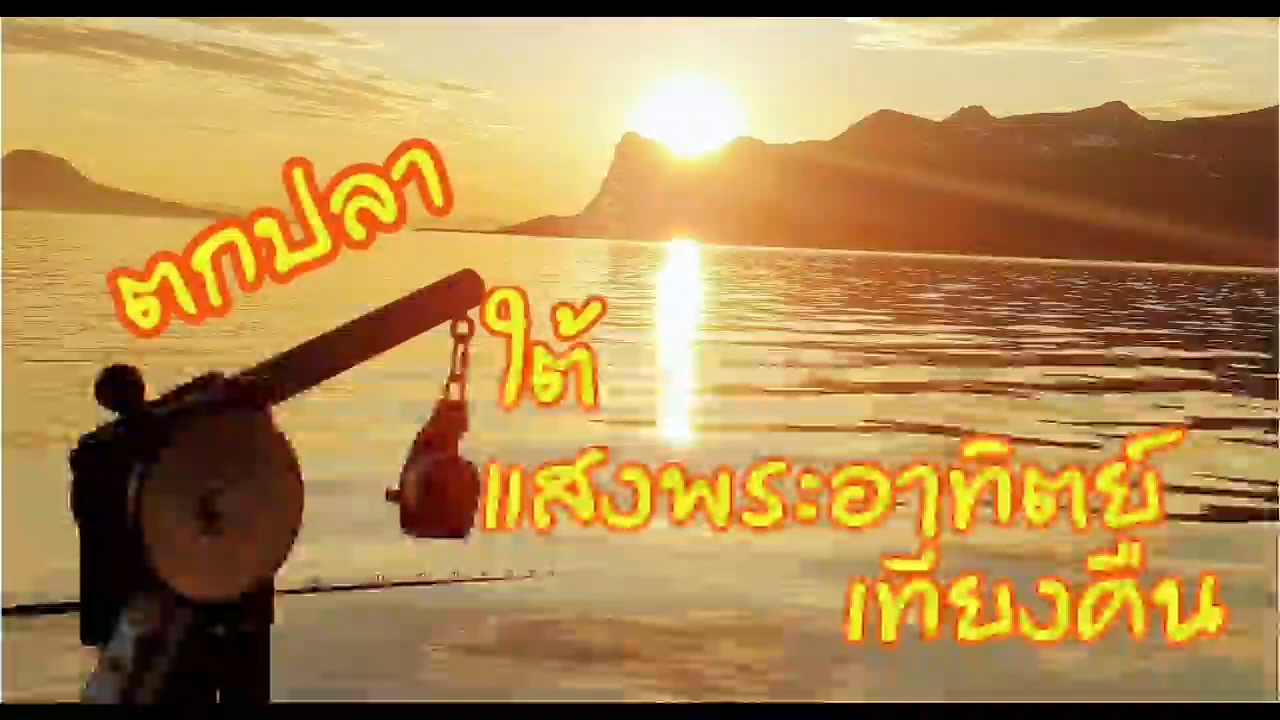 ตกปลา
ใต้
แสงพระอาทิตย์
เที่ยงคืน